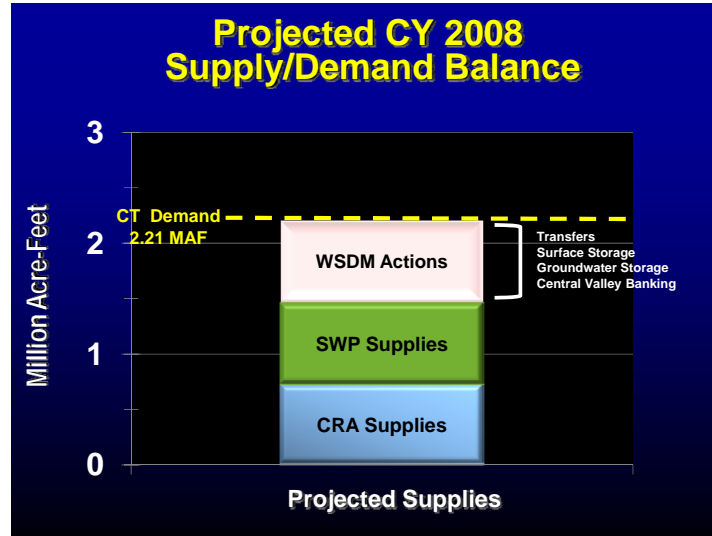 Projected CY 2008
Supply/Demand Balance
3
CT Demand
2.21 MAF
2
Million Acre-Feet
WSDM Actions
Transfers
Surface Storage
Groundwater Storage
Central Valley Banking
SWP Supplies
1
CRA Supplies
0
Projected Supplies